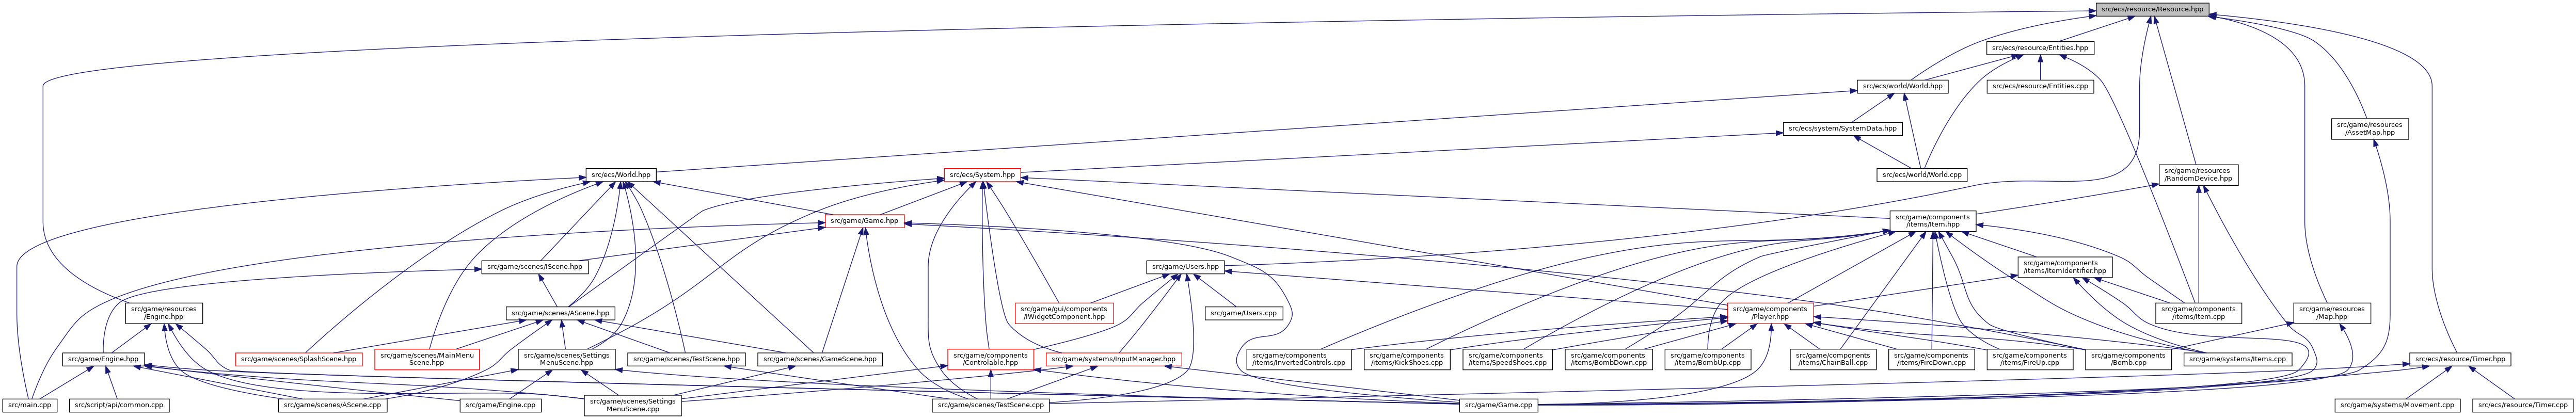 src/ecs/resource/Resource.hpp
src/ecs/resource/Entities.hpp
src/ecs/world/World.hpp
src/ecs/resource/Entities.cpp
src/ecs/system/SystemData.hpp
src/game/resources
/AssetMap.hpp
src/ecs/World.hpp
src/ecs/System.hpp
src/ecs/world/World.cpp
src/game/resources
/RandomDevice.hpp
src/game/Game.hpp
src/game/components
/items/Item.hpp
src/game/scenes/IScene.hpp
src/game/Users.hpp
src/game/components
/items/ItemIdentifier.hpp
src/game/resources
/Engine.hpp
src/game/scenes/AScene.hpp
src/game/gui/components
/IWidgetComponent.hpp
src/game/Users.cpp
src/game/components
/Player.hpp
src/game/components
/items/Item.cpp
src/game/resources
/Map.hpp
src/game/Engine.hpp
src/game/scenes/SplashScene.hpp
src/game/scenes/MainMenu
Scene.hpp
src/game/scenes/Settings
MenuScene.hpp
src/game/scenes/TestScene.hpp
src/game/scenes/GameScene.hpp
src/game/components
/Controlable.hpp
src/game/systems/InputManager.hpp
src/game/components
/items/InvertedControls.cpp
src/game/components
/items/KickShoes.cpp
src/game/components
/items/SpeedShoes.cpp
src/game/components
/items/BombDown.cpp
src/game/components
/items/BombUp.cpp
src/game/components
/items/ChainBall.cpp
src/game/components
/items/FireDown.cpp
src/game/components
/items/FireUp.cpp
src/game/components
/Bomb.cpp
src/game/systems/Items.cpp
src/ecs/resource/Timer.hpp
src/main.cpp
src/script/api/common.cpp
src/game/scenes/AScene.cpp
src/game/Engine.cpp
src/game/scenes/Settings
MenuScene.cpp
src/game/scenes/TestScene.cpp
src/game/Game.cpp
src/game/systems/Movement.cpp
src/ecs/resource/Timer.cpp